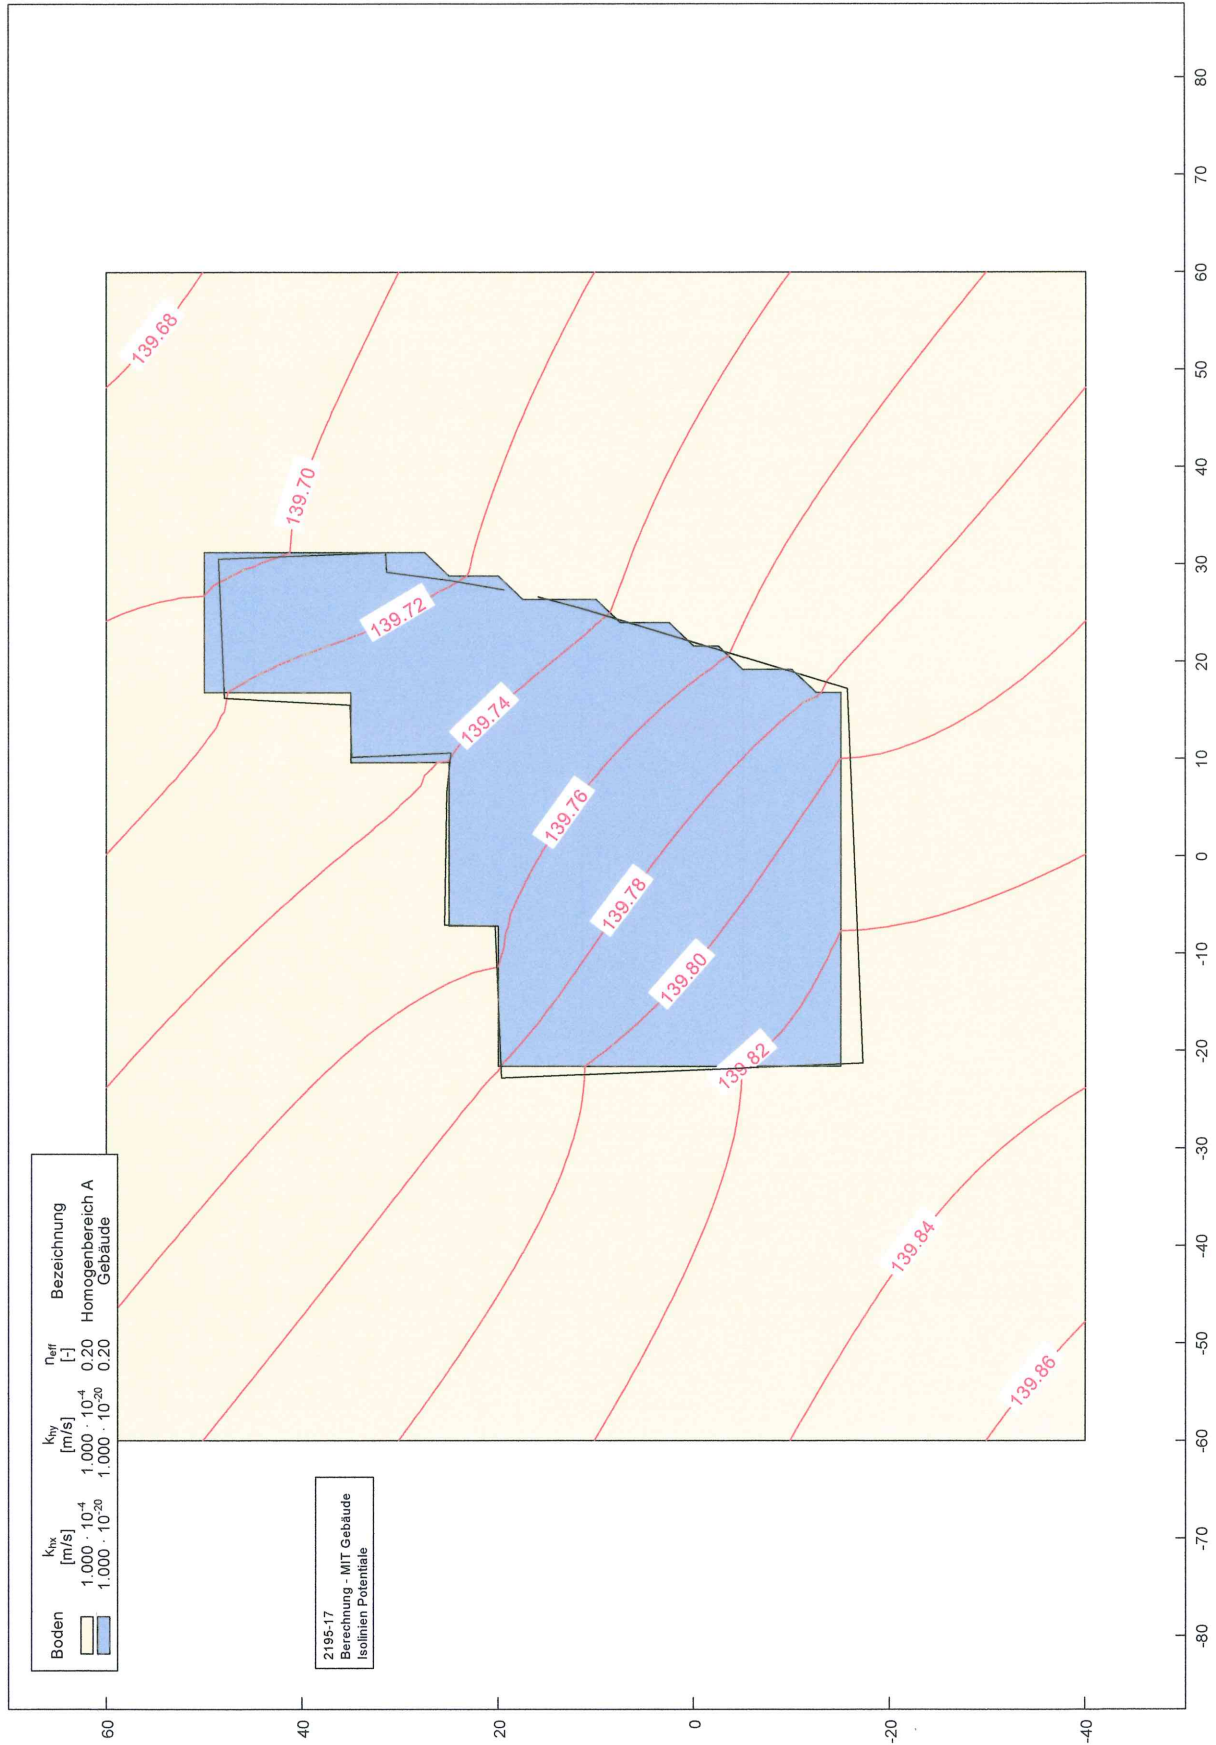 Boden k_hx k_hy n_eff Bezeichnung
[m/s] [m/s] [-]
1.000 · 10⁻⁴ 1.000 · 10⁻⁴ 0.20 Homogenbereich A
1.000 · 10⁻²⁰ 1.000 · 10⁻²⁰ 0.20 Gebäude
2195-17
Berechnung - MIT Gebäude
Isolinien Potentiale
139.68
139.70
139.72
139.74
139.76
139.78
139.80
139.82
139.84
139.86
60
40
20
0
-20
-40
-80 -70 -60 -50 -40 -30 -20 -10 0 10 20 30 40 50 60 70 80